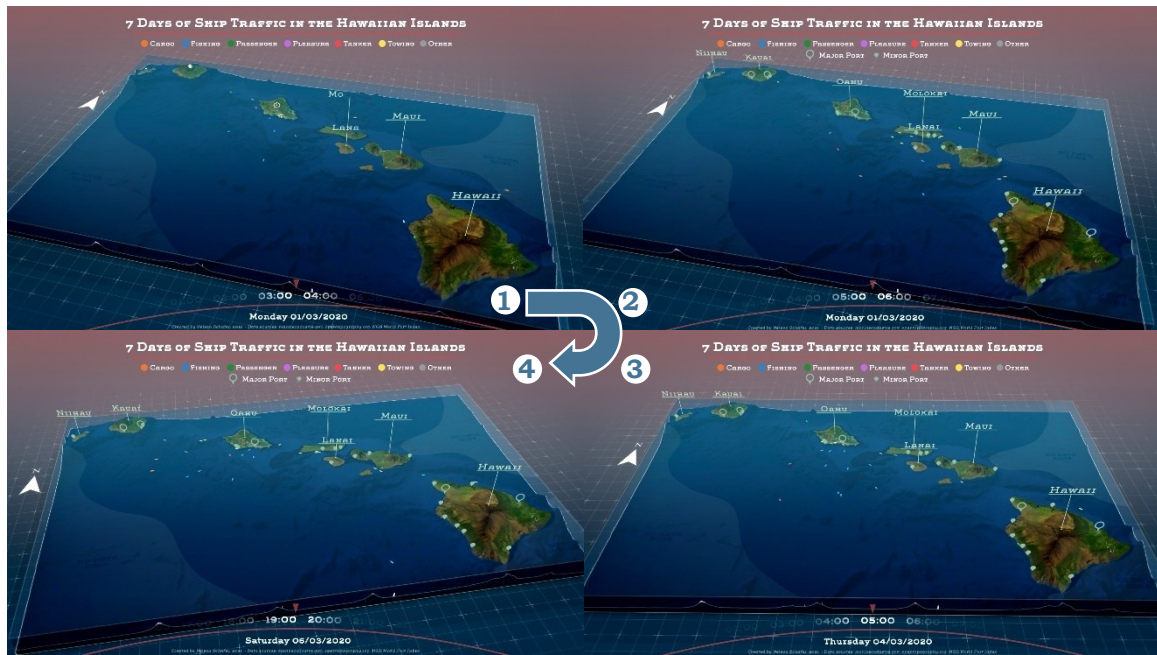 7 Days of Ship Traffic in the Hawaiian Islands
Cargo Fishing Passenger Pleasure Tanker Towing Other
Mo
Lana
Maui
Hawaii
N
03:00 04:00
Monday 01/03/2020
1
7 Days of Ship Traffic in the Hawaiian Islands
Cargo Fishing Passenger Pleasure Tanker Towing Other
Major Port Minor Port
Niihau
Kauai
Oahu
Molokai
Lanai
Maui
Hawaii
05:00 06:00
Monday 01/03/2020
2
3
7 Days of Ship Traffic in the Hawaiian Islands
Cargo Fishing Passenger Pleasure Tanker Towing Other
Major Port Minor Port
Niihau
Kauai
Oahu
Molokai
Lanai
Maui
Hawaii
N
04:00 05:00 06:
Thursday 04/03/2020
4
7 Days of Ship Traffic in the Hawaiian Islands
Cargo Fishing Passenger Pleasure Tanker Towing Other
Major Port Minor Port
Niihau
Kauai
Oahu
Molokai
Lanai
Maui
Hawaii
N
19:00 20:00
Saturday 06/03/2020